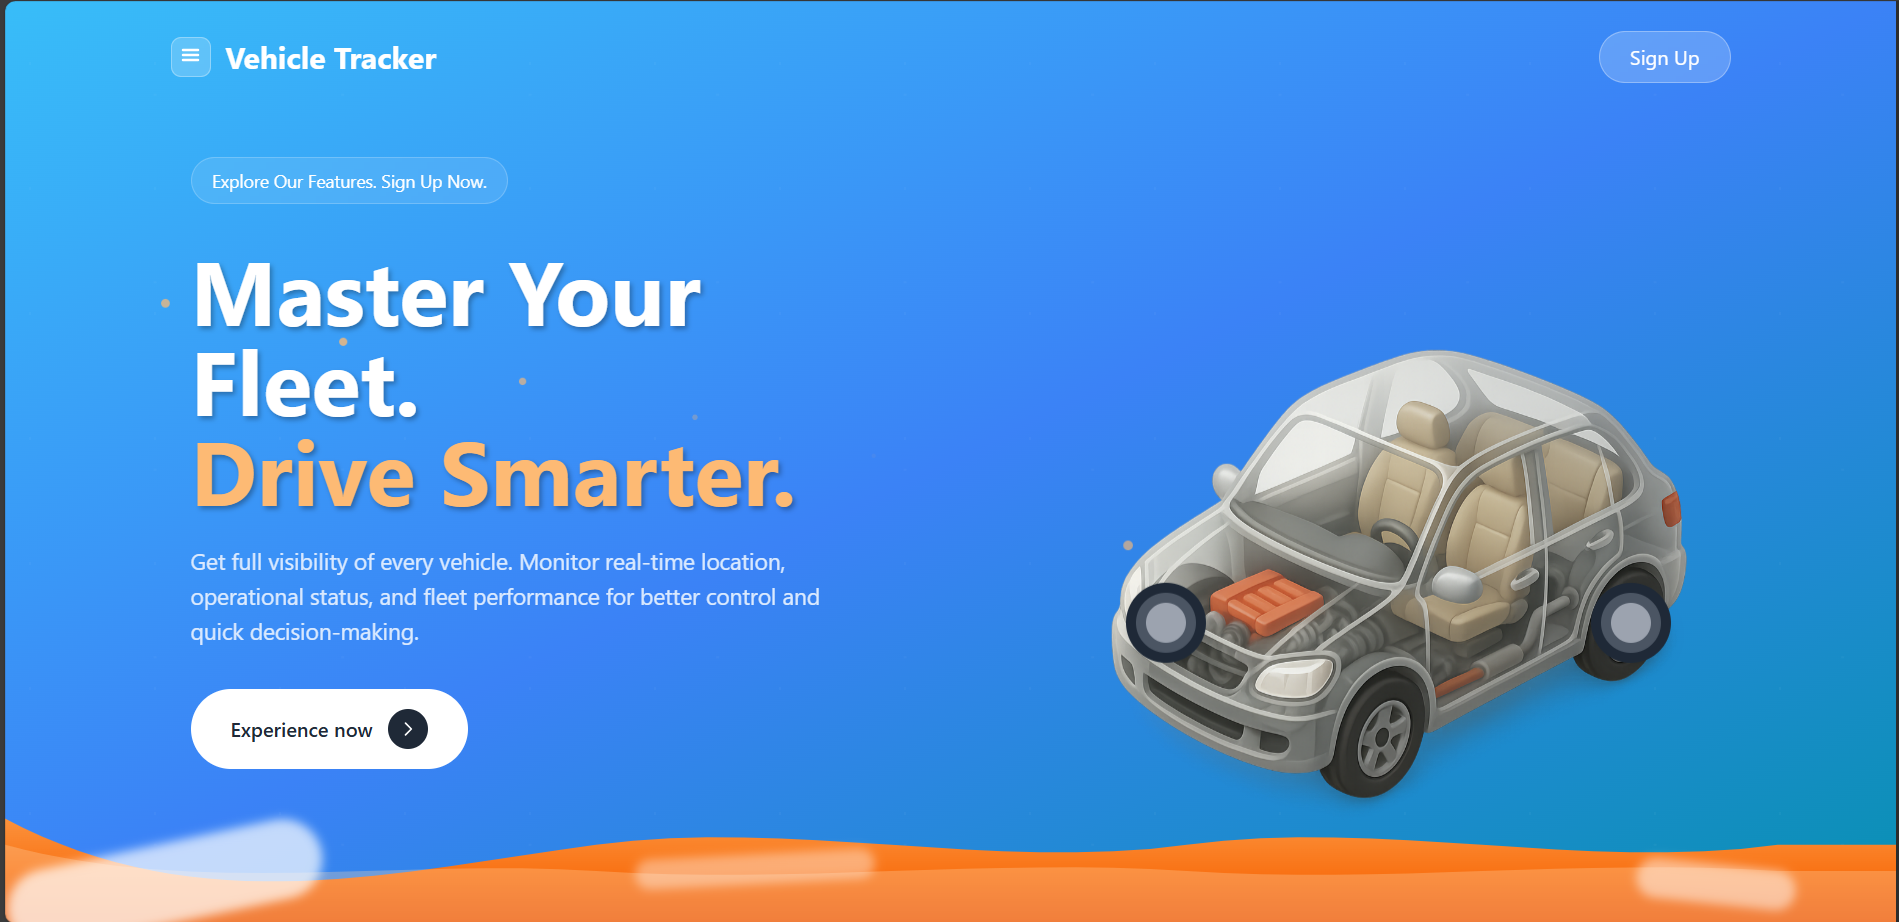 Vehicle Tracker
Sign Up
Explore Our Features. Sign Up Now.
Master Your
Fleet.
Drive Smarter.
Get full visibility of every vehicle. Monitor real-time location,
operational status, and fleet performance for better control and
quick decision-making.
Experience now